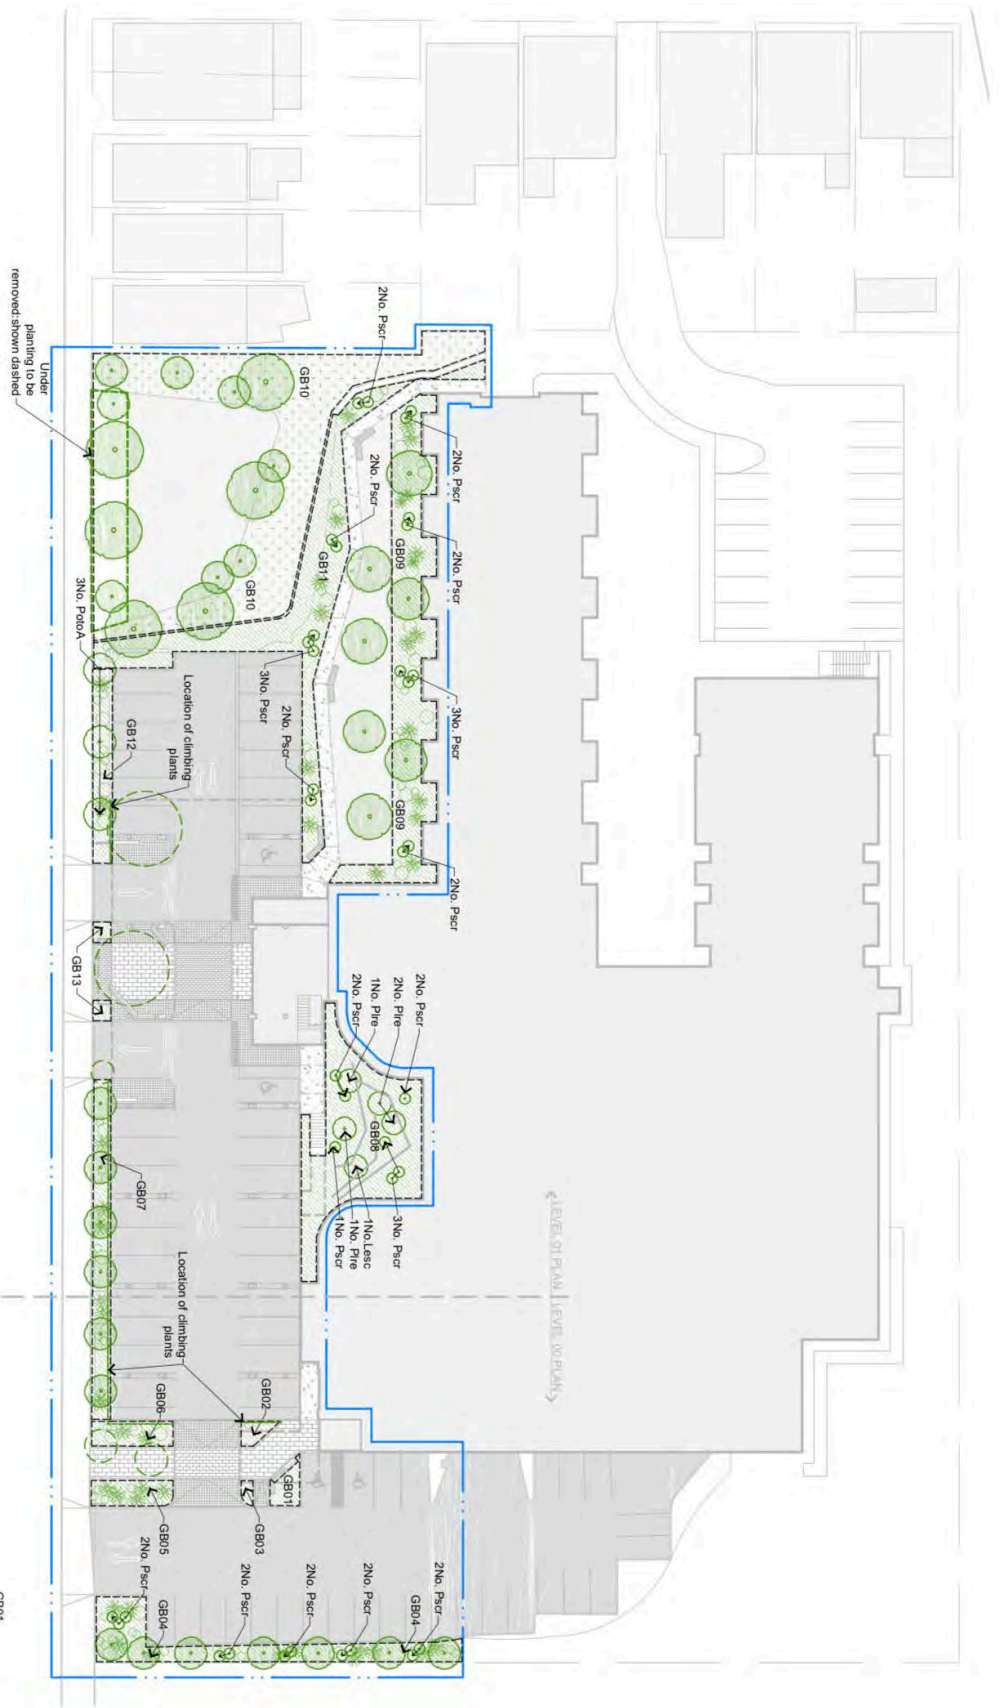 2No. Pscr
GB10
2No. Pscr
2No. Pscr
2No. Pscr
GB09
GB11
Under
planting to be
removed:shown dashed
GB10
3No. PotoA
3No. Pscr
3No. Pscr
2No. Pscr
Location of climbing
plants
GB12
GB09
2No. Pscr
GB13
2No. Pscr
2No. Pire
1No. Pire
2No. Pscr
GB08
3No. Pscr
1No.Lesc
1No. Pire
1No. Pscr
GB07
LEVEL 01 PLAN
LEVEL 00 PLAN
Location of climbing
plants
GB02
GB06
GB01
GB03
GB05
2No. Pscr
GB04
2No. Pscr
2No. Pscr
2No. Pscr
GB04
2No. Pscr
GB01